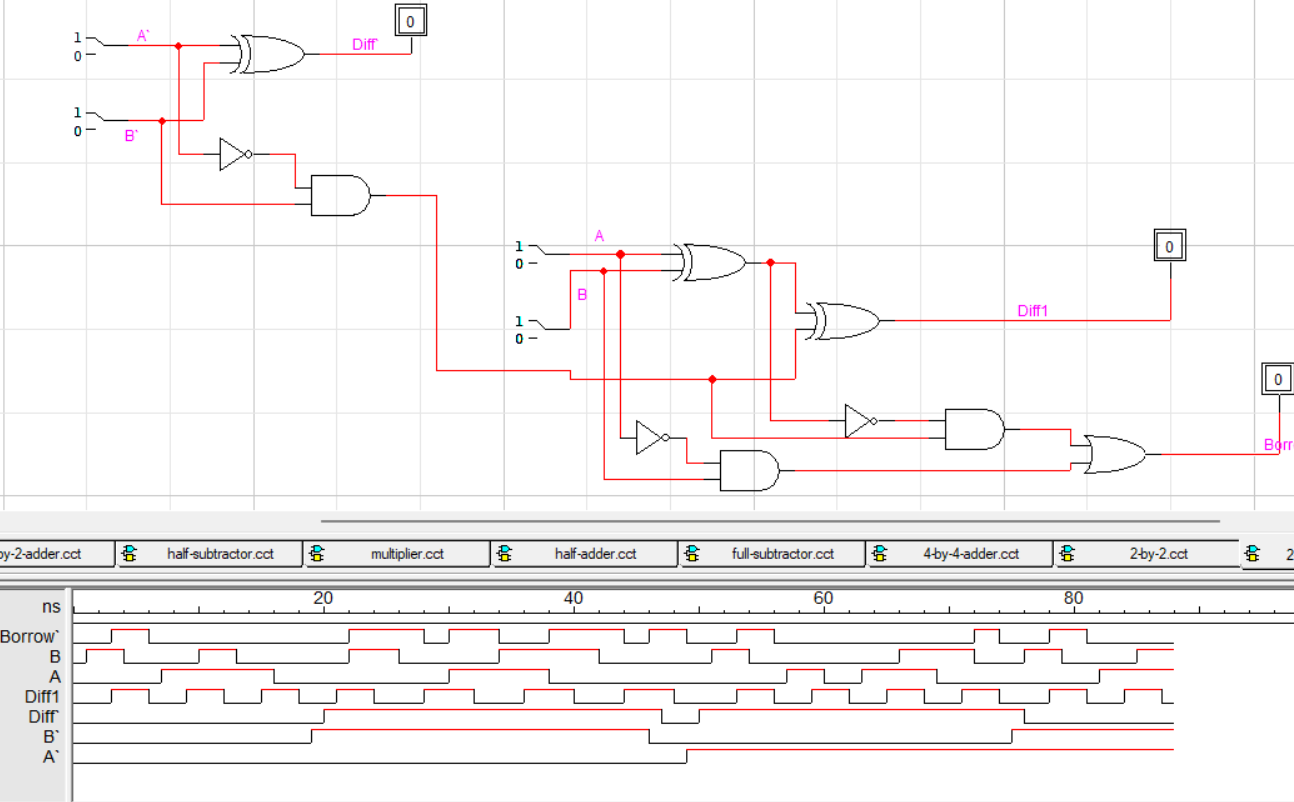 0
1
A`
Diff`
0
1
0
B`
1
A
0
0
B
1
Diff1
0
0
Borr
by-2-adder.cct half-subtractor.cct multiplier.cct half-adder.cct full-subtractor.cct 4-by-4-adder.cct 2-by-2.cct 2
ns 20 40 60 80
Borrow`
B
A
Diff1
Diff`
B`
A`